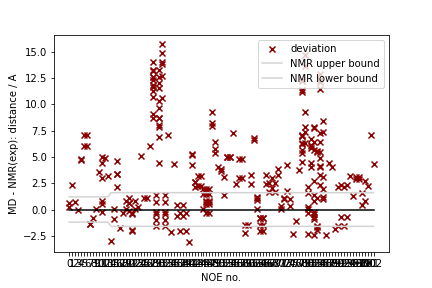 deviation
NMR upper bound
NMR lower bound
MD - NMR(exp): distance / A
15.0
12.5
10.0
7.5
5.0
2.5
0.0
−2.5
NOE no.